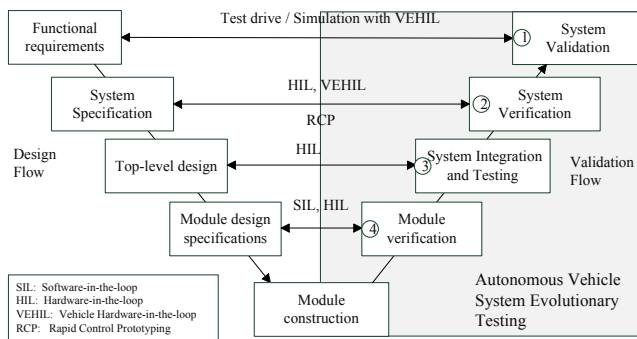 Test drive / Simulation with VEHIL
Functional
requirements
1
System
Validation
System
Specification
HIL, VEHIL
2
System
Verification
RCP
Design
Flow
Top-level design
HIL
3
System Integration
and Testing
Validation
Flow
Module design
specifications
SIL, HIL
4
Module
verification
SIL: Software-in-the-loop
HIL: Hardware-in-the-loop
VEHIL: Vehicle Hardware-in-the-loop
RCP: Rapid Control Prototyping
Module
construction
Autonomous Vehicle
System Evolutionary
Testing